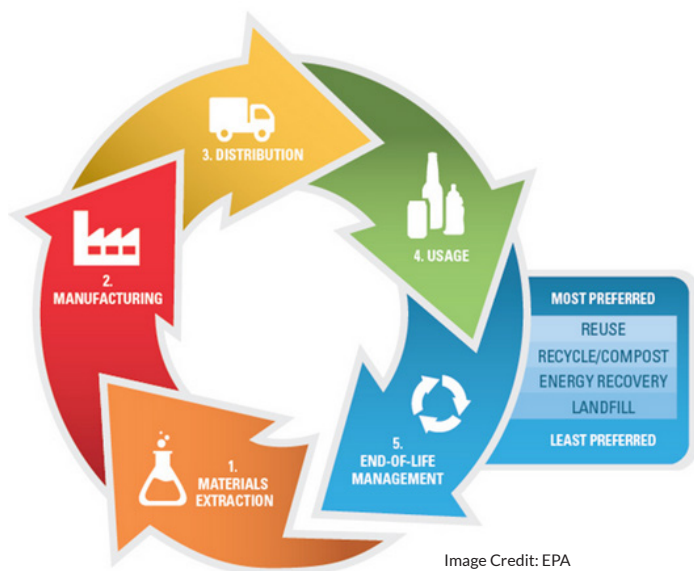 3. DISTRIBUTION
4. USAGE
2.
MANUFACTURING
MOST PREFERRED
REUSE
RECYCLE/COMPOST
ENERGY RECOVERY
LANDFILL
LEAST PREFERRED
5.
END-OF-LIFE
MANAGEMENT
1.
MATERIALS
EXTRACTION
Image Credit: EPA